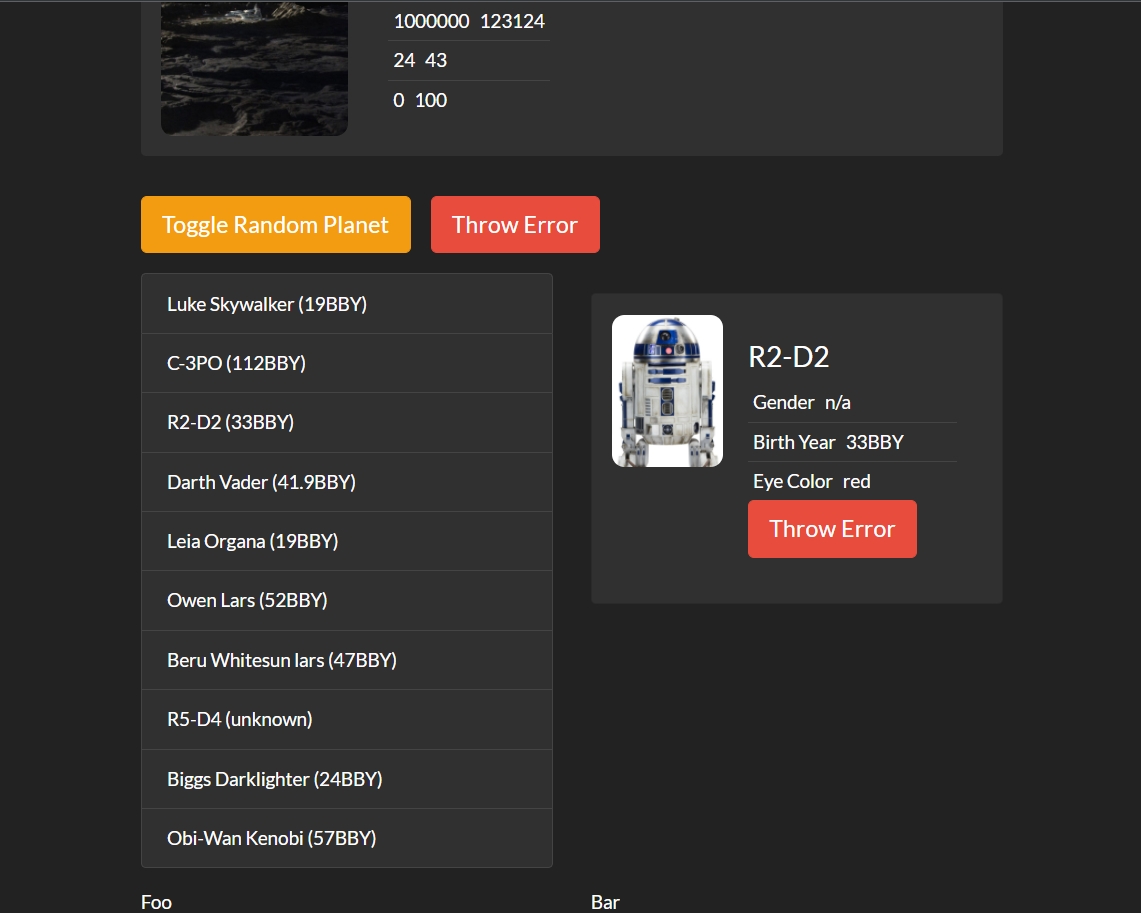 1000000 123124
24 43
0 100
Toggle Random Planet
Throw Error
Luke Skywalker (19BBY)
C-3PO (112BBY)
R2-D2 (33BBY)
Darth Vader (41.9BBY)
Leia Organa (19BBY)
Owen Lars (52BBY)
Beru Whitesun lars (47BBY)
R5-D4 (unknown)
Biggs Darklighter (24BBY)
Obi-Wan Kenobi (57BBY)
R2-D2
Gender n/a
Birth Year 33BBY
Eye Color red
Throw Error
Foo
Bar